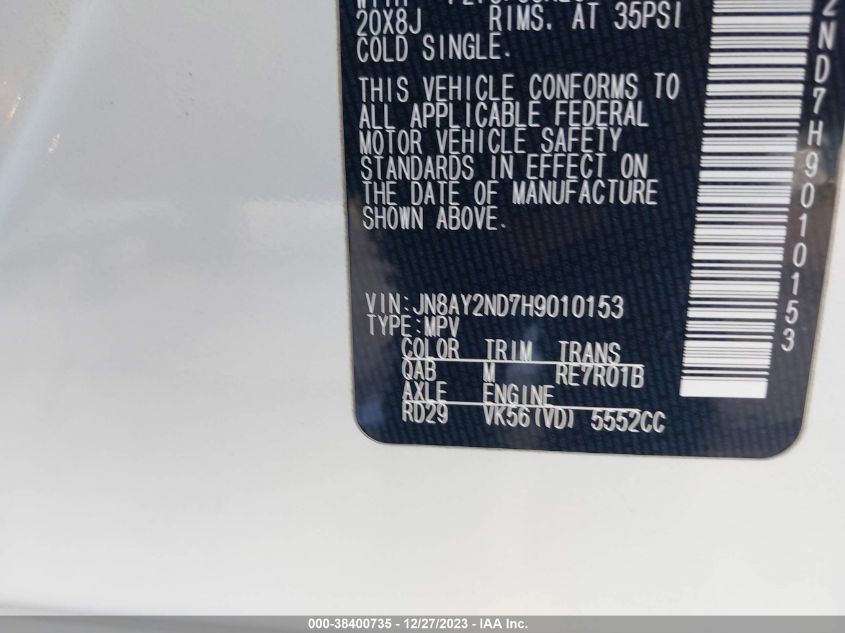 20X8J RIMS. AT 35PSI
COLD SINGLE.
THIS VEHICLE CONFORMS TO
ALL APPLICABLE FEDERAL
MOTOR VEHICLE SAFETY
STANDARDS IN EFFECT ON
THE DATE OF MANUFACTURE
SHOWN ABOVE.
VIN:JN8AY2ND7H9010153
TYPE:MPV
COLOR TRIM TRANS
QAB M RE7R01B
AXLE ENGINE
RD29 VK56(VD) 5552CC
2ND7H9010153
000-38400735 - 12/27/2023 - IAA Inc.